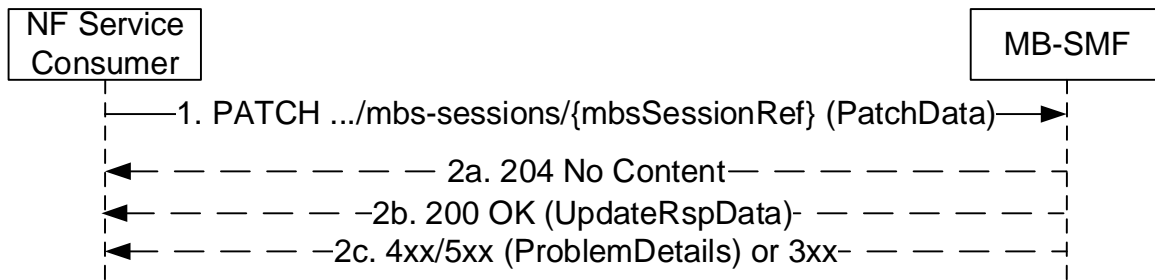 NF Service
Consumer
MB-SMF
1. PATCH .../mbs-sessions/{mbsSessionRef} (PatchData)
2a. 204 No Content
2b. 200 OK (UpdateRspData)
2c. 4xx/5xx (ProblemDetails) or 3xx